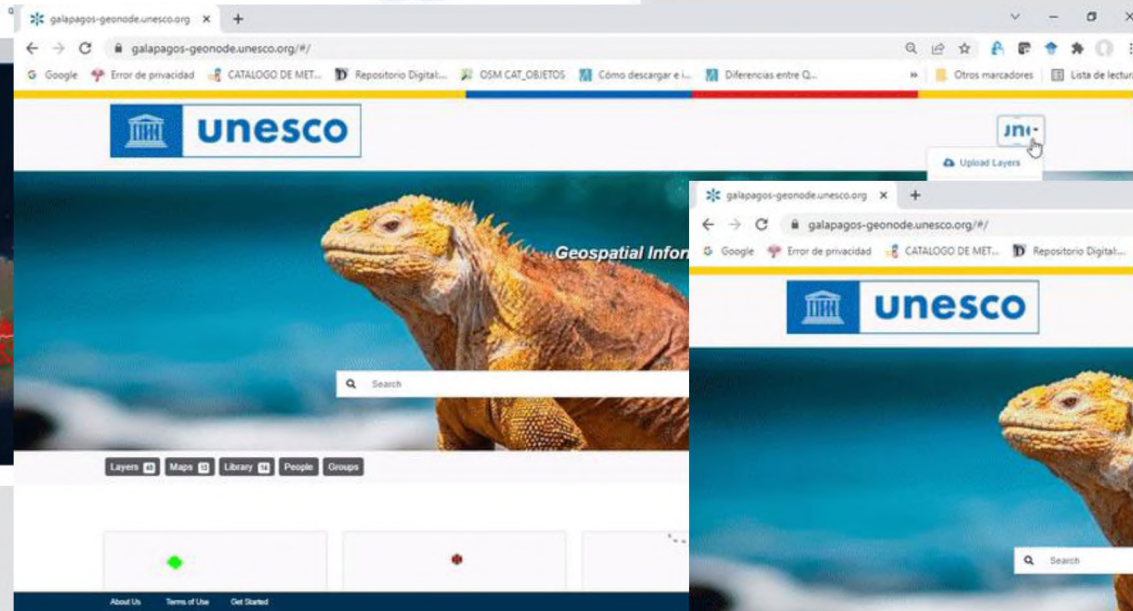 galapagos-geonode.unesco.org
galapagos-geonode.unesco.org/#/
Google Error de privacidad CATALOGO DE MET... Repositorio Digital:... OSM CAT_OBJETOS Cómo descargar e i... Diferencias entre Q... » Otros marcadores Lista de lectura
unesco
Upload Layers
Geospatial Infor
Search
Layers Maps Library People Groups
About Us Terms of Use Get Started
galapagos-geonode.unesco.org
galapagos-geonode.unesco.org/#/
Google Error de privacidad CATALOGO DE MET... Repositorio Digital:...
unesco
Search